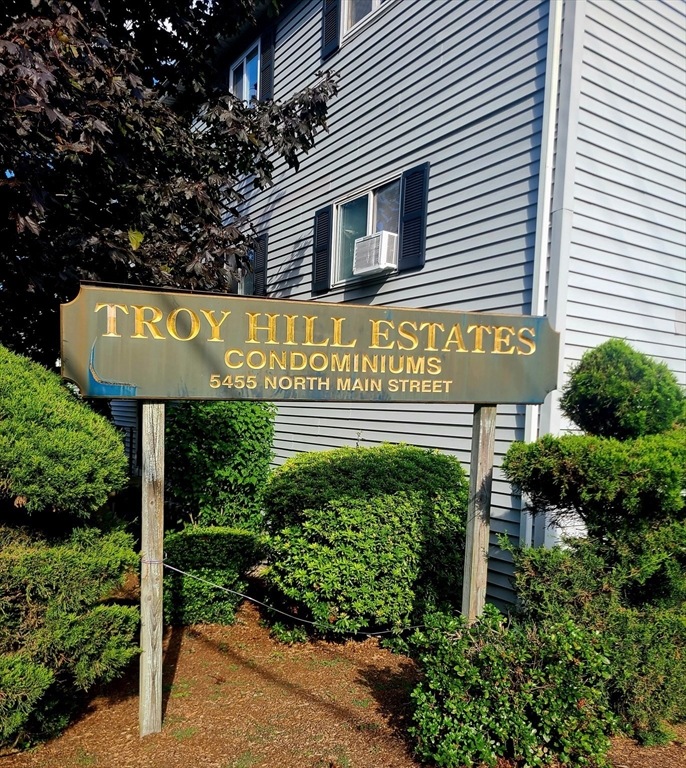 TROY HILL ESTATES
CONDOMINIUMS
5455 NORTH MAIN STREET